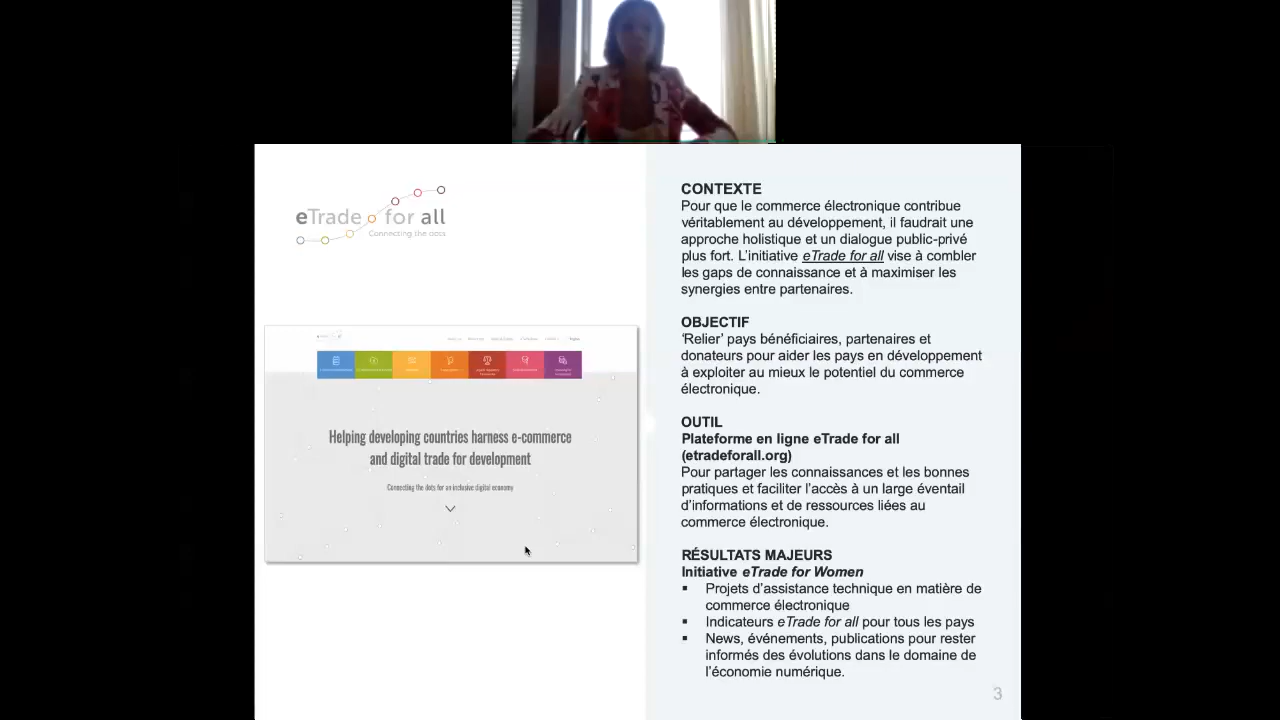 eTrade for all
Connecting the dots
Helping developing countries harness e-commerce
and digital trade for development
Connecting the dots for an inclusive digital economy
CONTEXTE
Pour que le commerce électronique contribue
véritablement au développement, il faudrait une
approche holistique et un dialogue public-privé
plus fort. L’initiative eTrade for all vise à combler
les gaps de connaissance et à maximiser les
synergies entre partenaires.
OBJECTIF
‘Relier’ pays bénéficiaires, partenaires et
donateurs pour aider les pays en développement
à exploiter au mieux le potentiel du commerce
électronique.
OUTIL
Plateforme en ligne eTrade for all
(etradeforall.org)
Pour partager les connaissances et les bonnes
pratiques et faciliter l’accès à un large éventail
d’informations et de ressources liées au
commerce électronique.
RÉSULTATS MAJEURS
Initiative eTrade for Women
▪ Projets d’assistance technique en matière de
commerce électronique
▪ Indicateurs eTrade for all pour tous les pays
▪ News, événements, publications pour rester
informés des évolutions dans le domaine de
l’économie numérique.
3